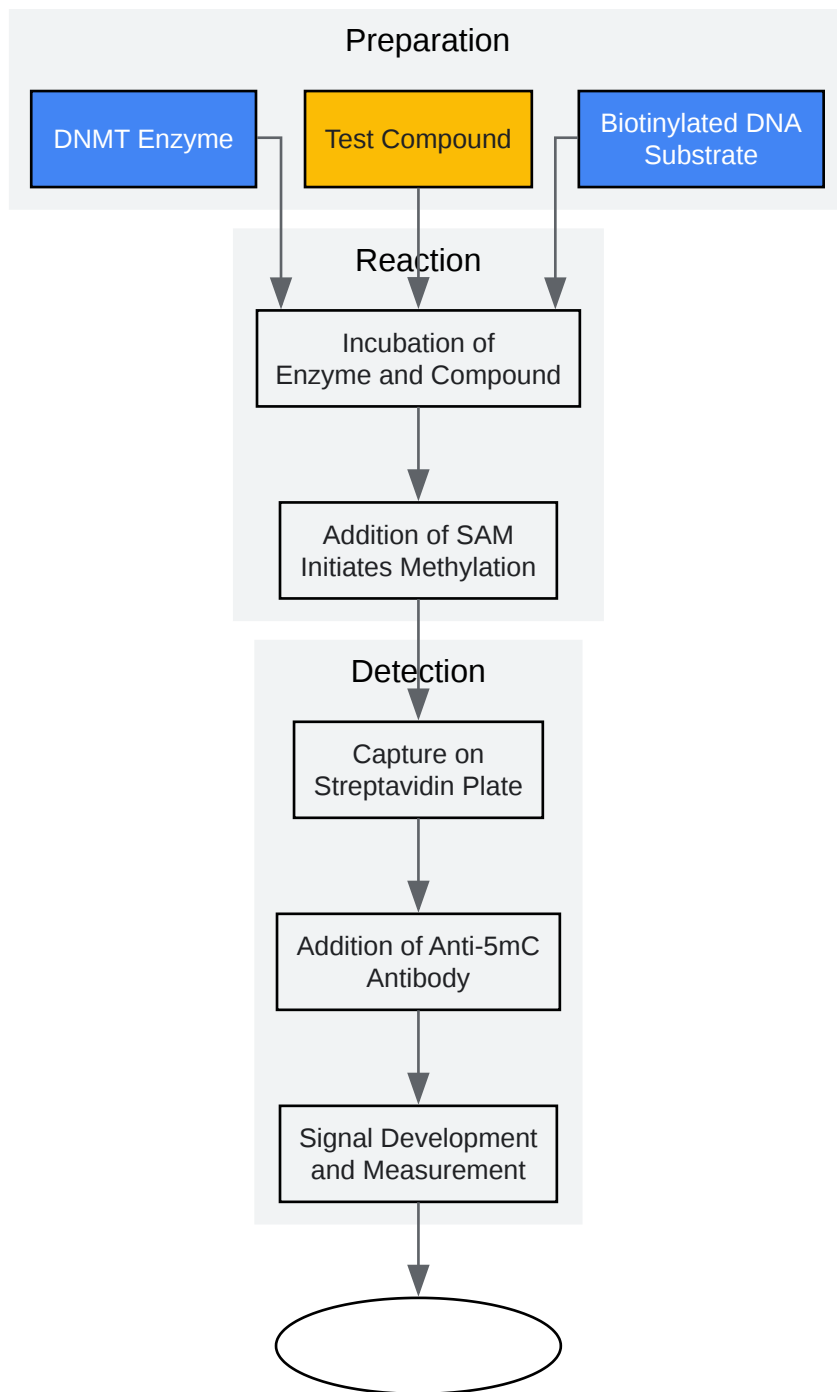 Preparation
DNMT Enzyme
Test Compound
Biotinylated DNA
Substrate
Reaction
Incubation of
Enzyme and Compound
Addition of SAM
Initiates Methylation
Detection
Capture on
Streptavidin Plate
Addition of Anti-5mC
Antibody
Signal Development
and Measurement